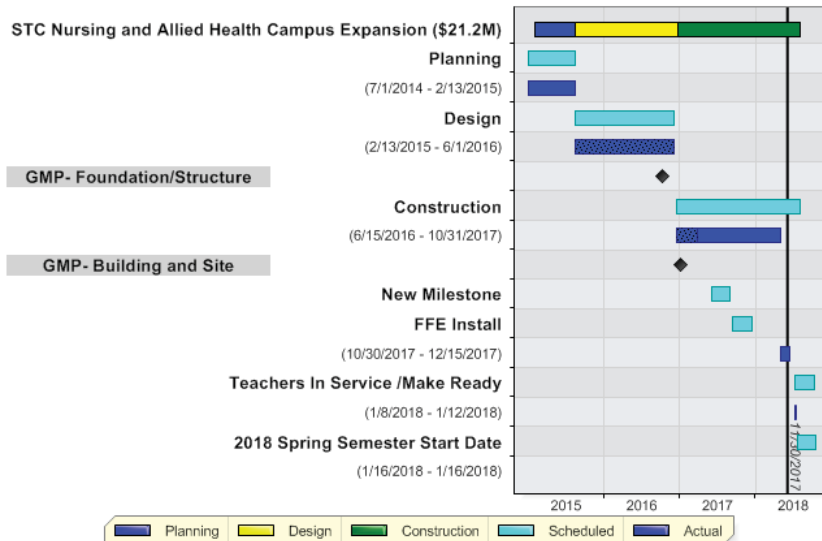 STC Nursing and Allied Health Campus Expansion ($21.2M)
Planning
(7/1/2014 - 2/13/2015)
Design
(2/13/2015 - 6/1/2016)
GMP- Foundation/Structure
Construction
(6/15/2016 - 10/31/2017)
GMP- Building and Site
New Milestone
FFE Install
(10/30/2017 - 12/15/2017)
Teachers In Service /Make Ready
(1/8/2018 - 1/12/2018)
2018 Spring Semester Start Date
(1/16/2018 - 1/16/2018)
11/30/2017
2015 2016 2017 2018
Planning Design Construction Scheduled Actual